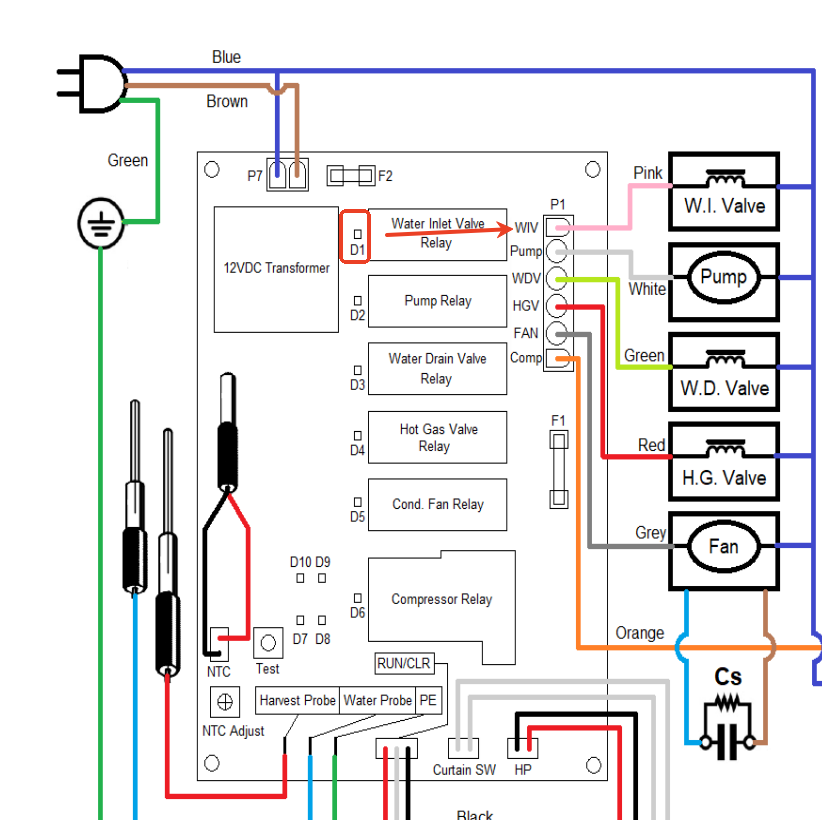 Blue
Brown
Green
P7
F2
Pink
P1
W.I. Valve
Water Inlet Valve
Relay
WIV
D1
Pump
12VDC Transformer
Pump
White
WDV
Pump Relay
HGV
D2
FAN
Green
Water Drain Valve
Relay
Comp
D3
W.D. Valve
F1
Hot Gas Valve
Relay
D4
Red
H.G. Valve
Cond. Fan Relay
D5
Grey
Fan
D10 D9
Compressor Relay
D6
D7 D8
Orange
NTC
Test
RUN/CLR
Cs
Harvest Probe
Water Probe
PE
NTC Adjust
Curtain SW
HP
Black